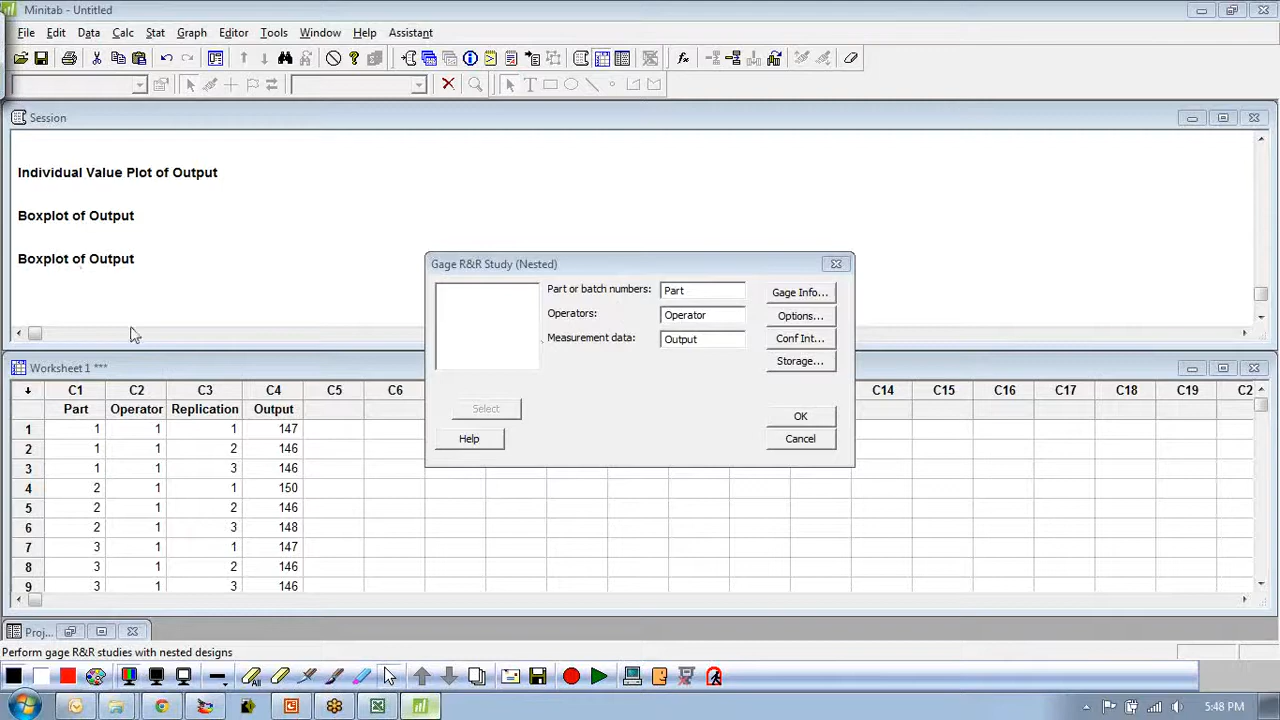 Minitab - Untitled
File Edit Data Calc Stat Graph Editor Tools Window Help Assistant
Session
Individual Value Plot of Output
Boxplot of Output
Boxplot of Output
Gage R&R Study (Nested)
Part or batch numbers: Part Gage Info...
Operators: Operator Options...
Measurement data: Output Conf Int...
Storage...
Select OK
Help Cancel
Worksheet 1 ***
C1 C2 C3 C4 C5 C6 C14 C15 C16 C17 C18 C19 C2
Part Operator Replication Output
1 1 1 1 147
2 1 1 2 146
3 1 1 3 146
4 2 1 1 150
5 2 1 2 146
6 2 1 3 148
7 3 1 1 147
8 3 1 2 146
9 3 1 3 146
Proj...
Perform gage R&R studies with nested designs
5:48 PM